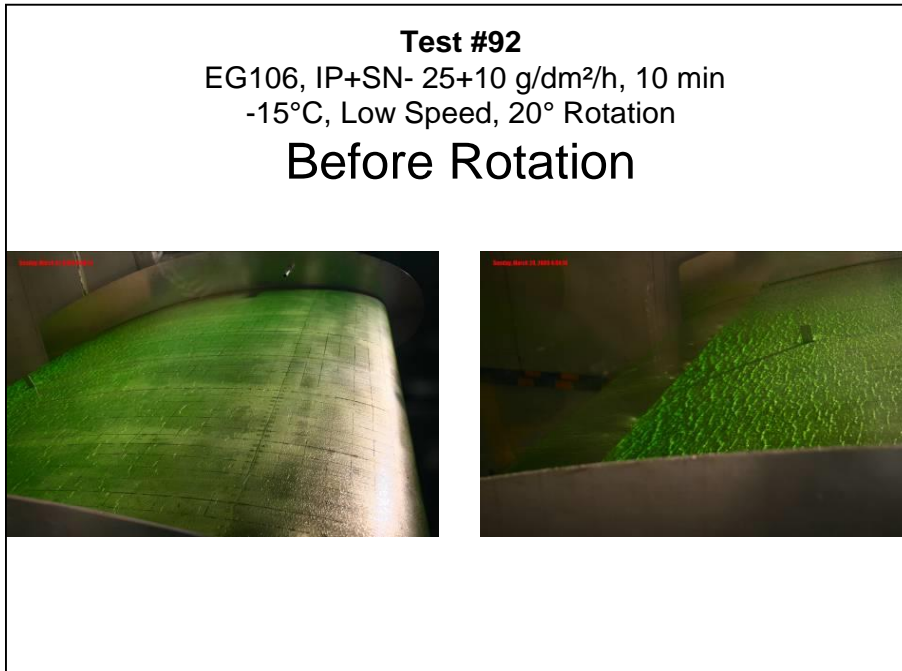 Test #92
EG106, IP+SN- 25+10 g/dm²/h, 10 min
-15°C, Low Speed, 20° Rotation
Before Rotation